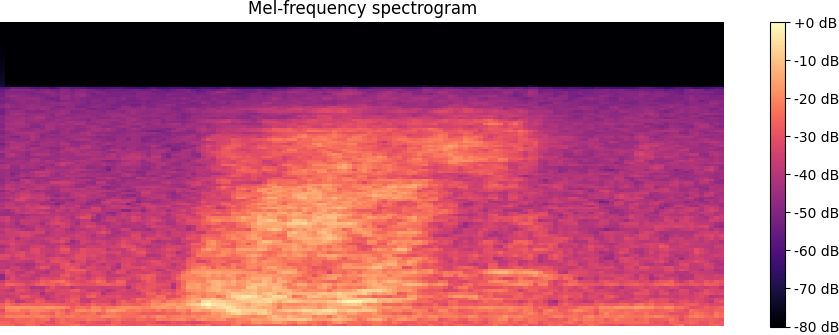 Mel-frequency spectrogram
+0 dB
-10 dB
-20 dB
-30 dB
-40 dB
-50 dB
-60 dB
-70 dB
-80 dB